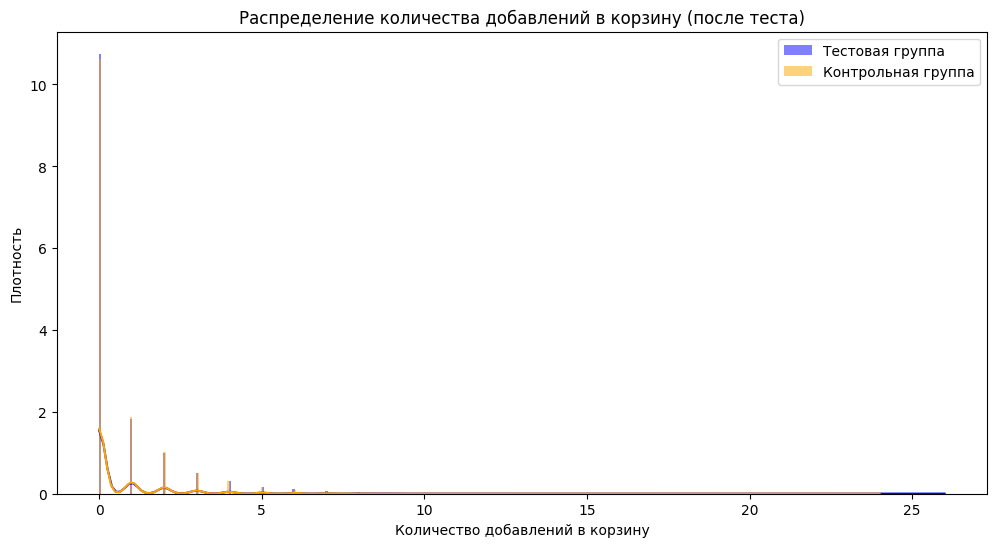 Распределение количества добавлений в корзину (после теста)
Тестовая группа
Контрольная группа
Плотность
10
8
6
4
2
0
0 5 10 15 20 25
Количество добавлений в корзину